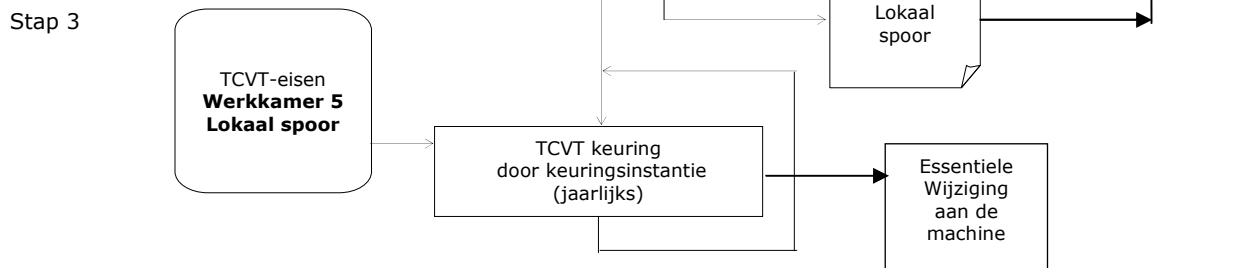 Stap 3
TCVT-eisen
Werkkamer 5
Lokaal spoor
Lokaal
spoor
TCVT keuring
door keuringsinstantie
(jaarlijks)
Essentiele
Wijziging
aan de
machine